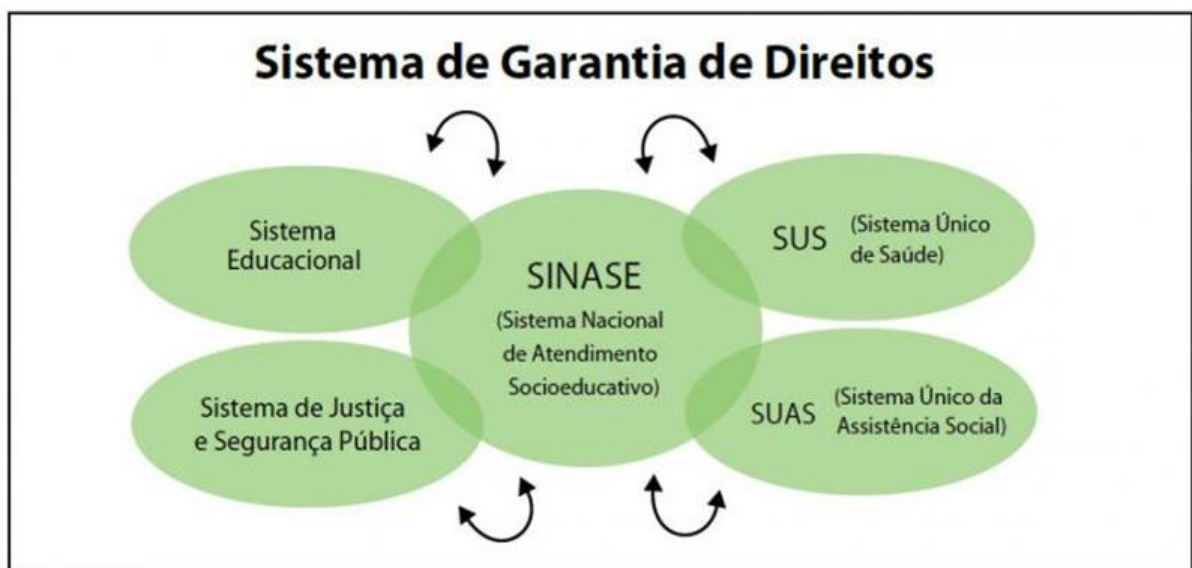 Sistema de Garantia de Direitos
Sistema
Educacional
SINASE
(Sistema Nacional
de Atendimento
Socioeducativo)
SUS (Sistema Único
de Saúde)
Sistema de Justiça
e Segurança Pública
SUAS (Sistema Único da
Assistência Social)